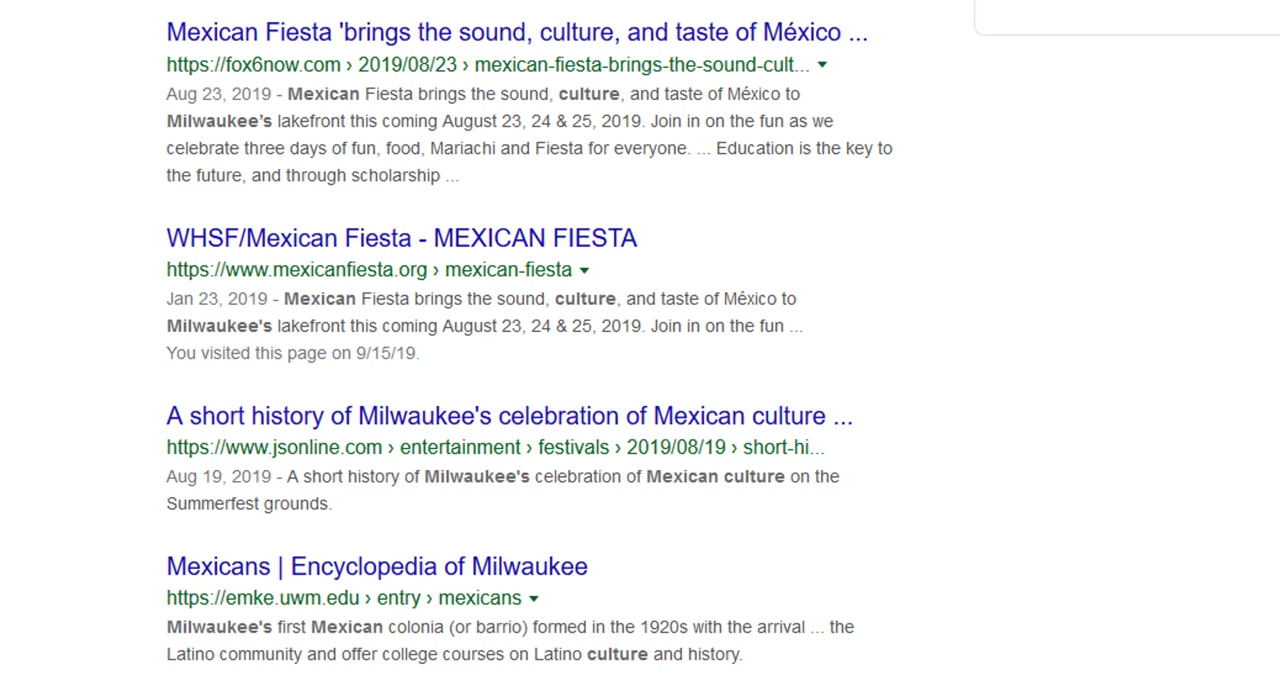 Mexican Fiesta 'brings the sound, culture, and taste of México ...
https://fox6now.com › 2019/08/23 › mexican-fiesta-brings-the-sound-cult...
Aug 23, 2019 - Mexican Fiesta brings the sound, culture, and taste of México to
Milwaukee’s lakefront this coming August 23, 24 & 25, 2019. Join in on the fun as we
celebrate three days of fun, food, Mariachi and Fiesta for everyone. ... Education is the key to
the future, and through scholarship ...
WHSF/Mexican Fiesta - MEXICAN FIESTA
https://www.mexicanfiesta.org › mexican-fiesta
Jan 23, 2019 - Mexican Fiesta brings the sound, culture, and taste of México to
Milwaukee's lakefront this coming August 23, 24 & 25, 2019. Join in on the fun ...
You visited this page on 9/15/19.
A short history of Milwaukee's celebration of Mexican culture ...
https://www.jsonline.com › entertainment › festivals › 2019/08/19 › short-hi...
Aug 19, 2019 - A short history of Milwaukee's celebration of Mexican culture on the
Summerfest grounds.
Mexicans | Encyclopedia of Milwaukee
https://emke.uwm.edu › entry › mexicans
Milwaukee's first Mexican colonia (or barrio) formed in the 1920s with the arrival ... the
Latino community and offer college courses on Latino culture and history.